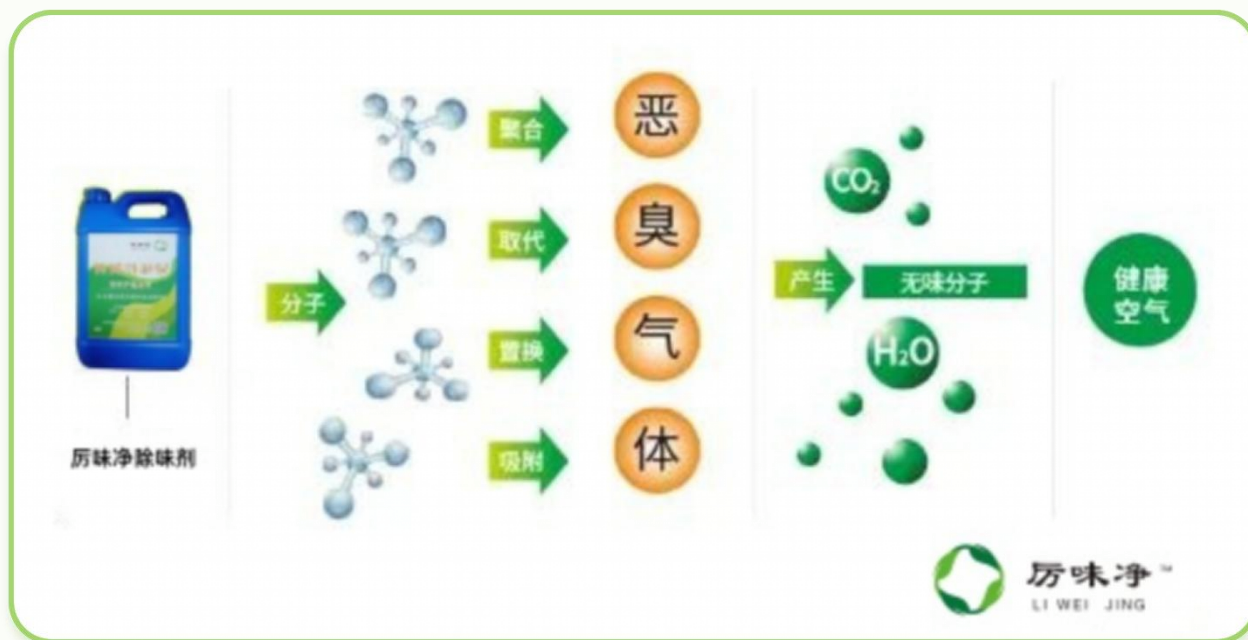 厉味净除味剂
分子
聚合
取代
置换
吸附
恶
臭
气
体
产生
CO₂
无味分子
H₂O
健康
空气
厉味净™
LI WEI JING